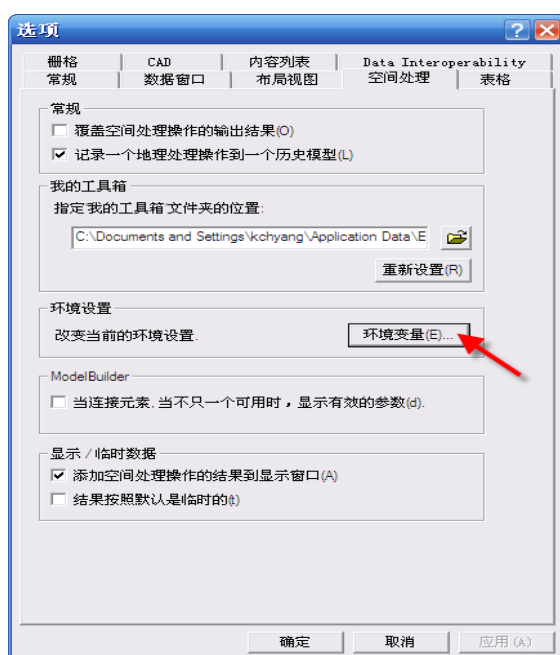 选项
栅格 CAD 内容列表 Data Interoperability
常规 数据窗口 布局视图 空间处理 表格
常规
覆盖空间处理操作的输出结果(O)
记录一个地理处理操作到一个历史模型(L)
我的工具箱
指定我的工具箱文件夹的位置:
C:\Documents and Settings\kchyang\Application Data\E
重新设置(R)
环境设置
改变当前的环境设置.
环境变量(E)...
ModelBuilder
当连接元素.当不只一个可用时，显示有效的参数(d).
显示 / 临时数据
添加空间处理操作的结果到显示窗口(A)
结果按照默认是临时的(t)
确定 取消 应用 (A)